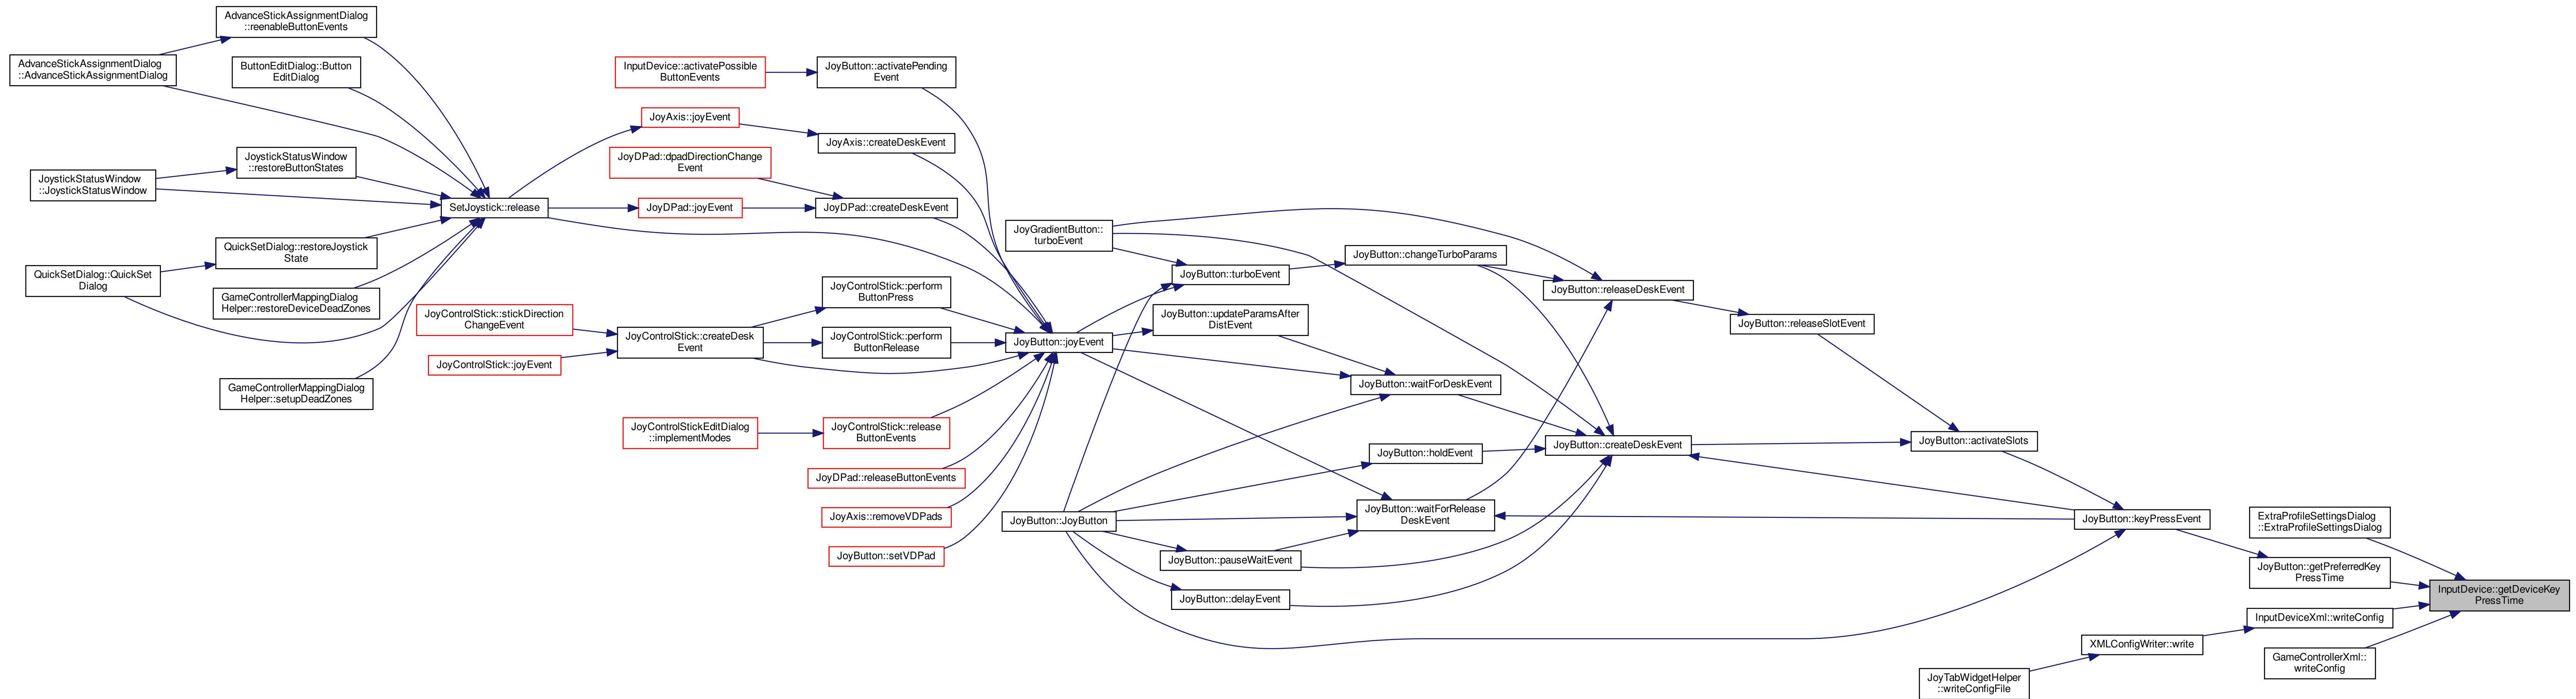 AdvanceStickAssignmentDialog
::reenableButtonEvents
AdvanceStickAssignmentDialog
::AdvanceStickAssignmentDialog
ButtonEditDialog::Button
EditDialog
JoystickStatusWindow
::restoreButtonStates
JoystickStatusWindow
::JoystickStatusWindow
SetJoystick::release
QuickSetDialog::restoreJoystick
State
QuickSetDialog::QuickSet
Dialog
GameControllerMappingDialog
Helper::restoreDeviceDeadZones
GameControllerMappingDialog
Helper::setupDeadZones
InputDevice::activatePossible
ButtonEvents
JoyButton::activatePending
Event
JoyAxis::joyEvent
JoyAxis::createDeskEvent
JoyDPad::dpadDirectionChange
Event
JoyDPad::joyEvent
JoyDPad::createDeskEvent
JoyControlStick::perform
ButtonPress
JoyControlStick::stickDirection
ChangeEvent
JoyControlStick::createDesk
Event
JoyControlStick::perform
ButtonRelease
JoyControlStick::joyEvent
JoyControlStickEditDialog
::implementModes
JoyControlStick::release
ButtonEvents
JoyDPad::releaseButtonEvents
JoyAxis::removeVDPads
JoyButton::setVDPad
JoyGradientButton::
turboEvent
JoyButton::turboEvent
JoyButton::changeTurboParams
JoyButton::releaseDeskEvent
JoyButton::updateParamsAfter
DistEvent
JoyButton::releaseSlotEvent
JoyButton::joyEvent
JoyButton::waitForDeskEvent
JoyButton::holdEvent
JoyButton::createDeskEvent
JoyButton::activateSlots
JoyButton::JoyButton
JoyButton::waitForRelease
DeskEvent
JoyButton::keyPressEvent
JoyButton::pauseWaitEvent
JoyButton::delayEvent
ExtraProfileSettingsDialog
::ExtraProfileSettingsDialog
JoyButton::getPreferredKey
PressTime
InputDevice::getDeviceKey
PressTime
InputDeviceXml::writeConfig
XMLConfigWriter::write
GameControllerXml::
writeConfig
JoyTabWidgetHelper
::writeConfigFile